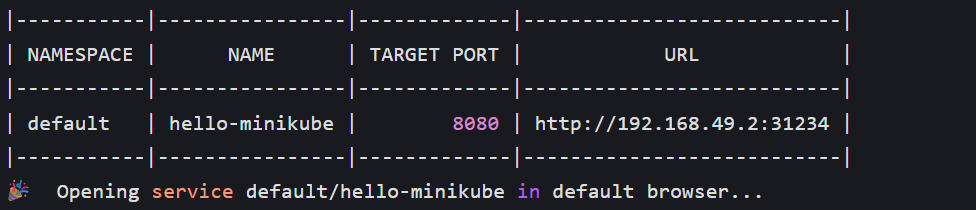 |-----------|----------------|-------------|---------------------------|
| NAMESPACE |      NAME      | TARGET PORT |            URL            |
|-----------|----------------|-------------|---------------------------|
| default   | hello-minikube |        8080 | http://192.168.49.2:31234 |
|-----------|----------------|-------------|---------------------------|
🎉  Opening service default/hello-minikube in default browser...